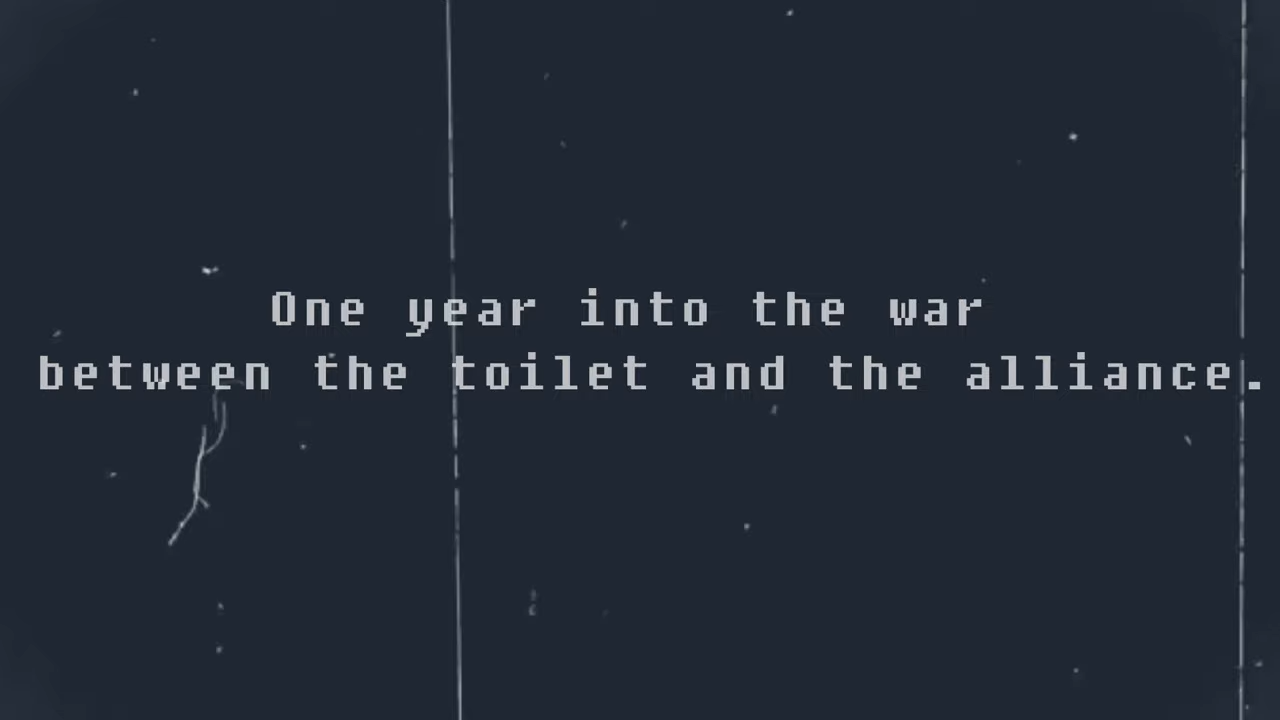 One year into the war
between the toilet and the alliance.